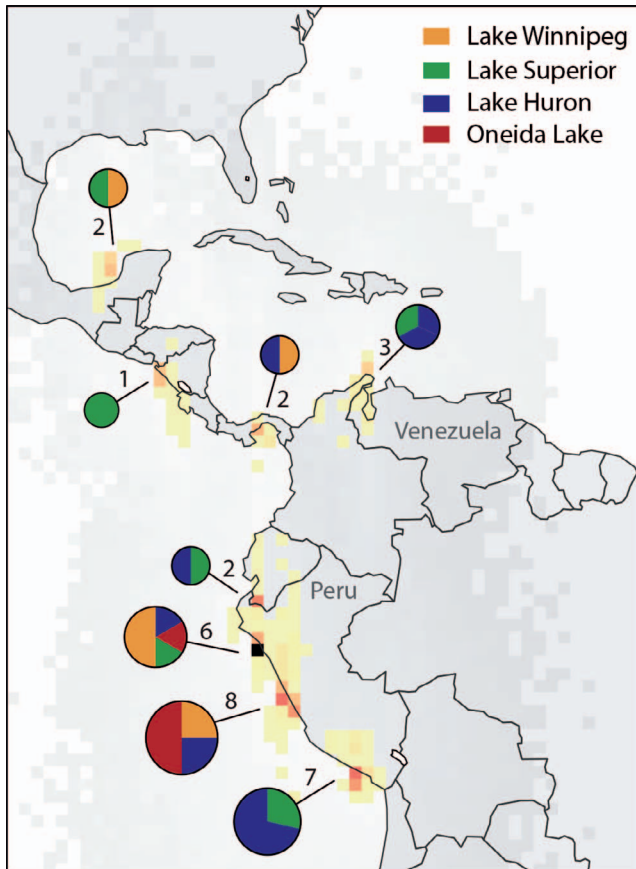 Lake Winnipeg
Lake Superior
Lake Huron
Oneida Lake
2
3
1
2
Venezuela
2
Peru
6
8
7